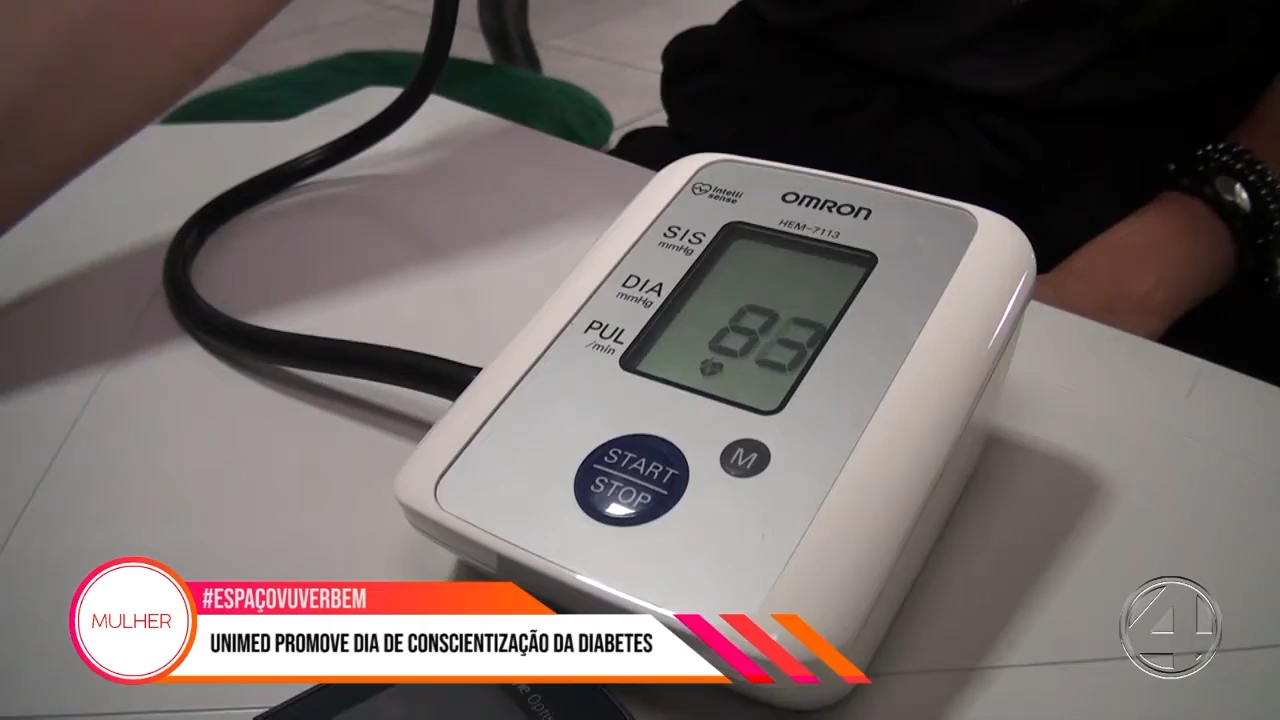 Intelli
sense
OMRON
HEM-7113
SIS
mmHg
DIA
mmHg
PUL
/min
83
START
STOP
M
MULHER
#ESPAÇOVUVERBEM
UNIMED PROMOVE DIA DE CONSCIENTIZAÇÃO DA DIABETES
4